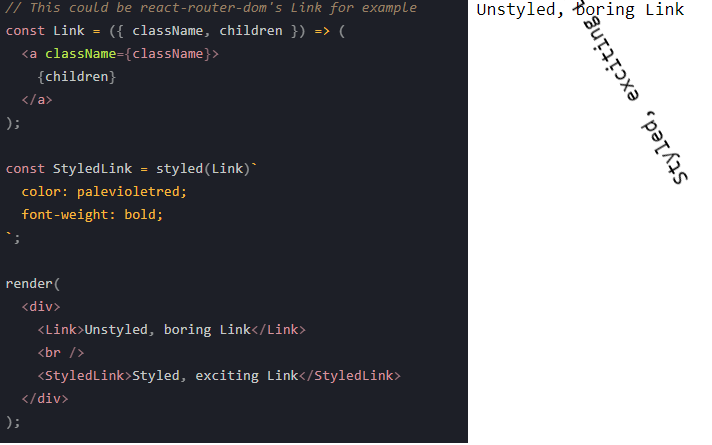 // This could be react-router-dom's Link for example
const Link = ({ className, children }) => (
  <a className={className}>
    {children}
  </a>
);

const StyledLink = styled(Link)`
  color: palevioletred;
  font-weight: bold;
`;

render(
  <div>
    <Link>Unstyled, boring Link</Link>
    <br />
    <StyledLink>Styled, exciting Link</StyledLink>
  </div>
);
Unstyled, boring Link
Styled, exciting